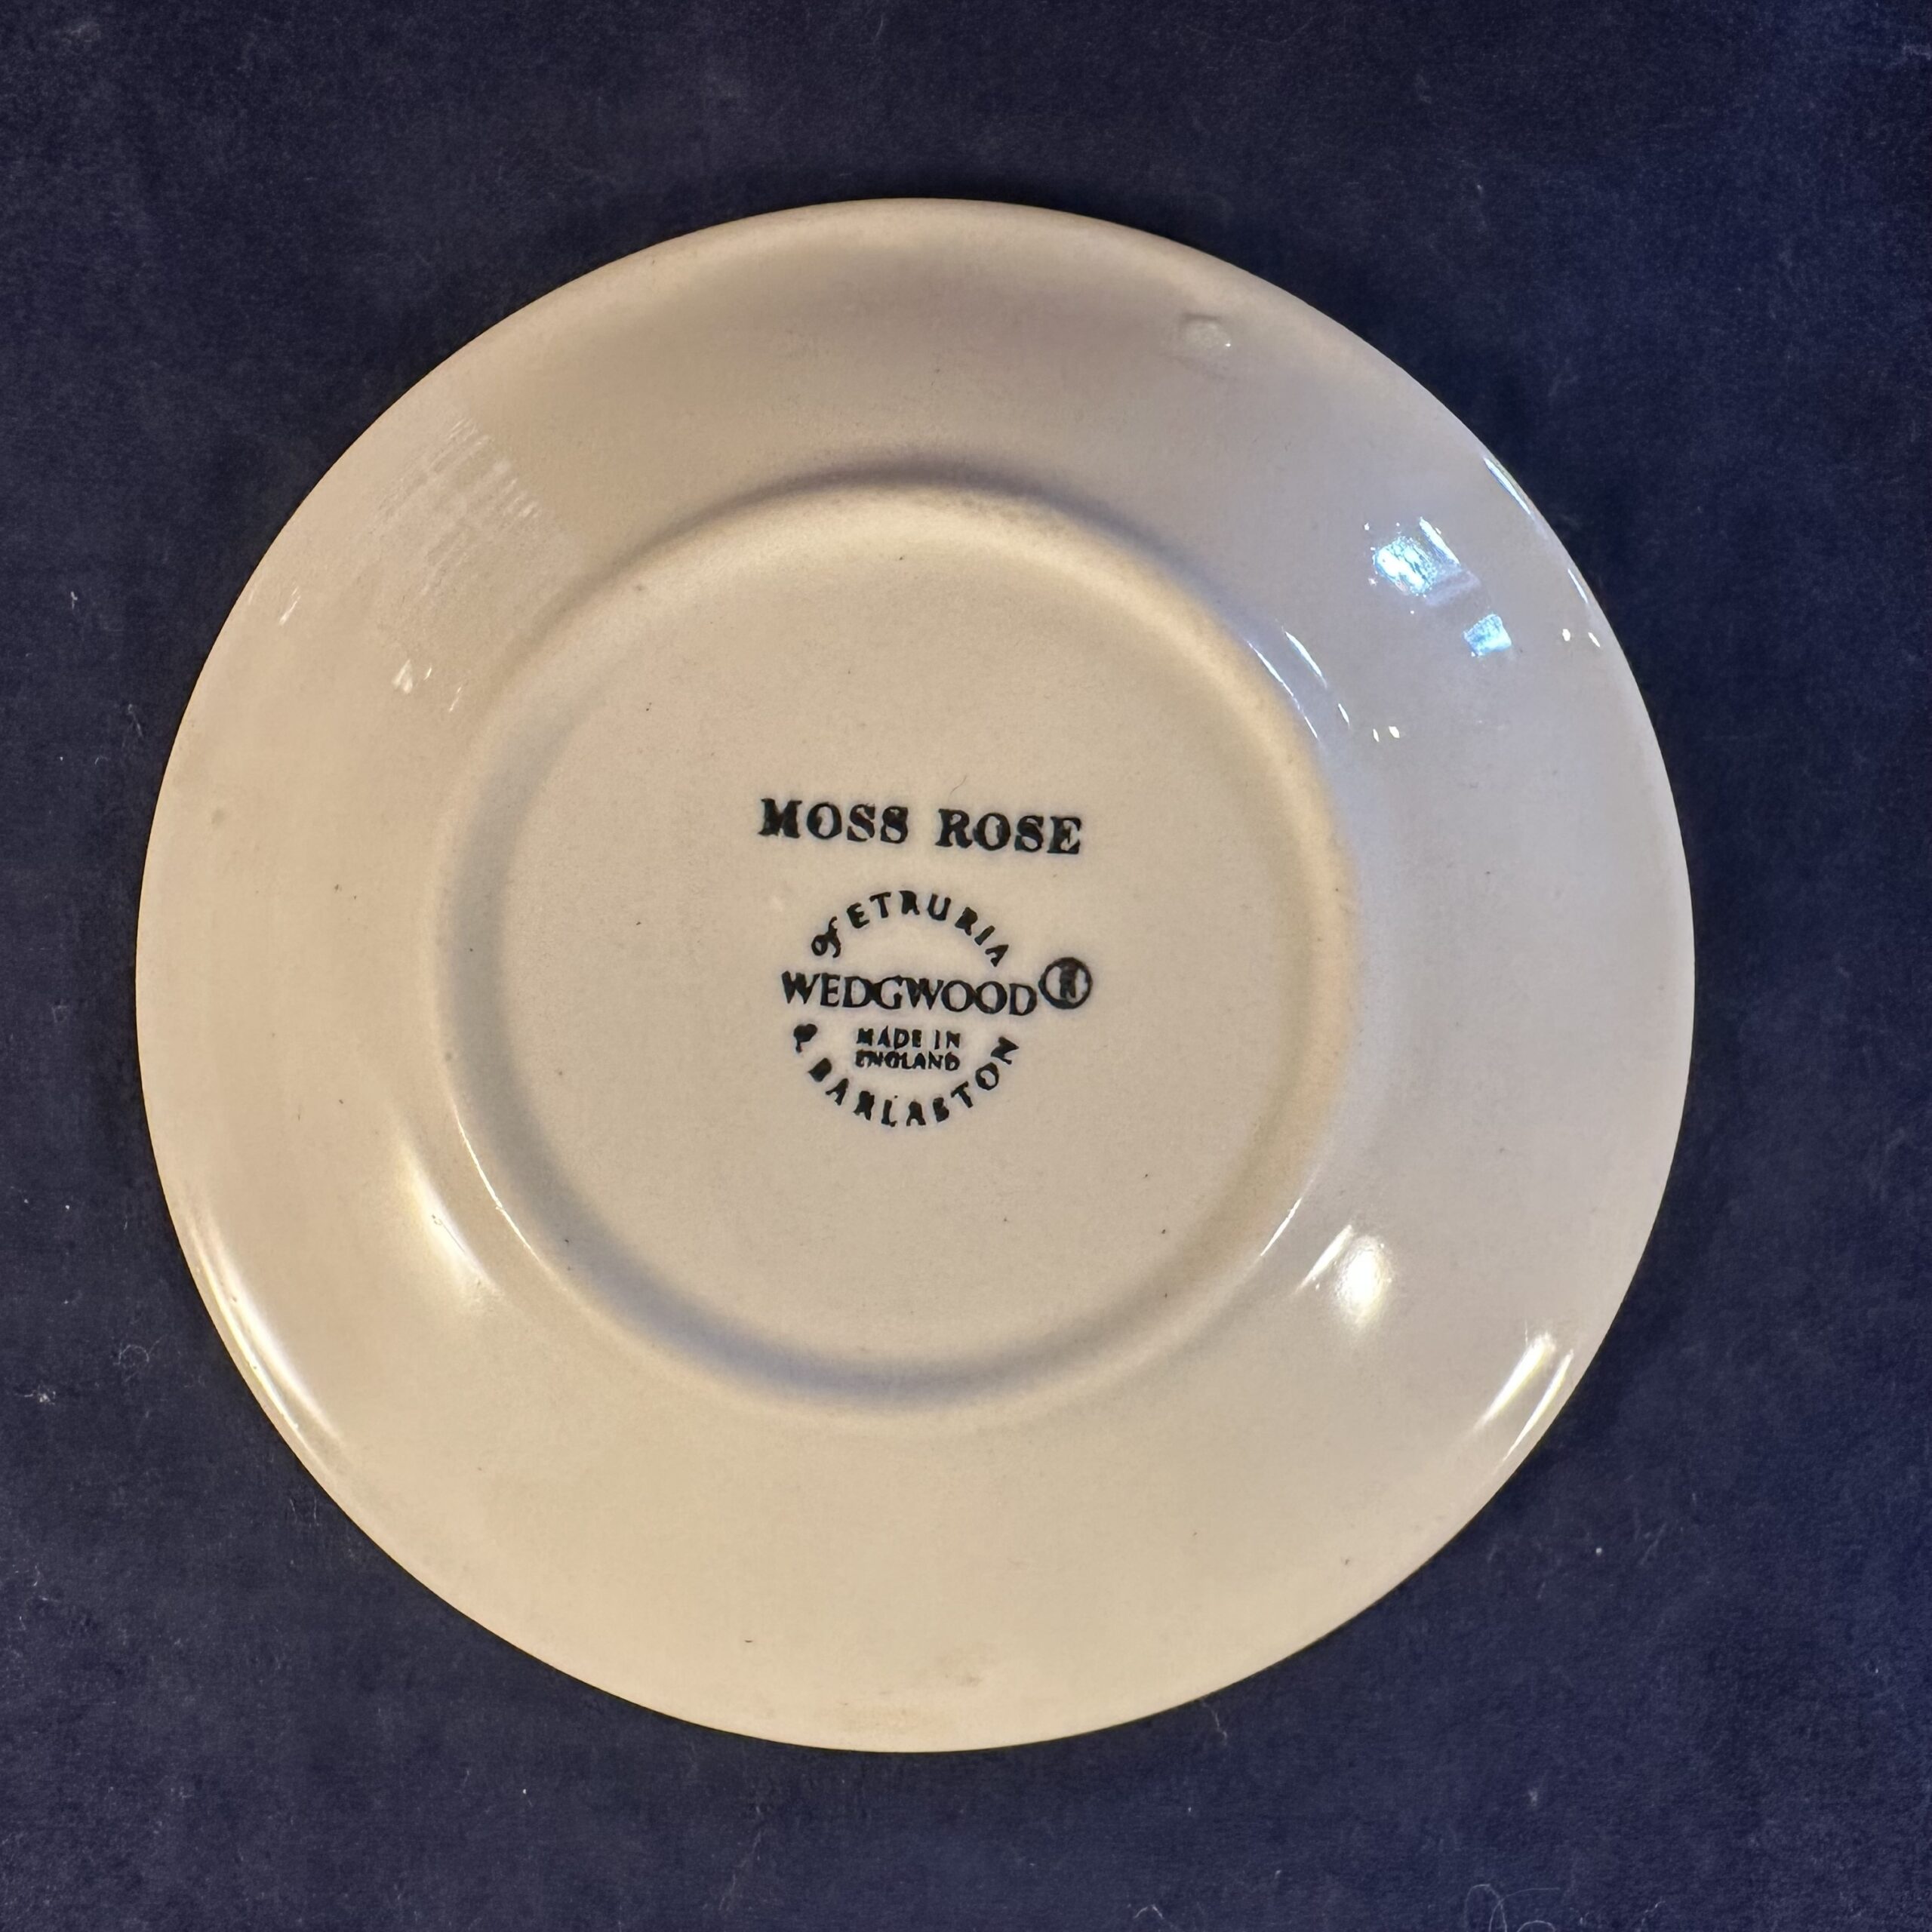 MOSS ROSE
of ETRURIA
WEDGWOOD®
MADE IN
ENGLAND
& BARLASTON